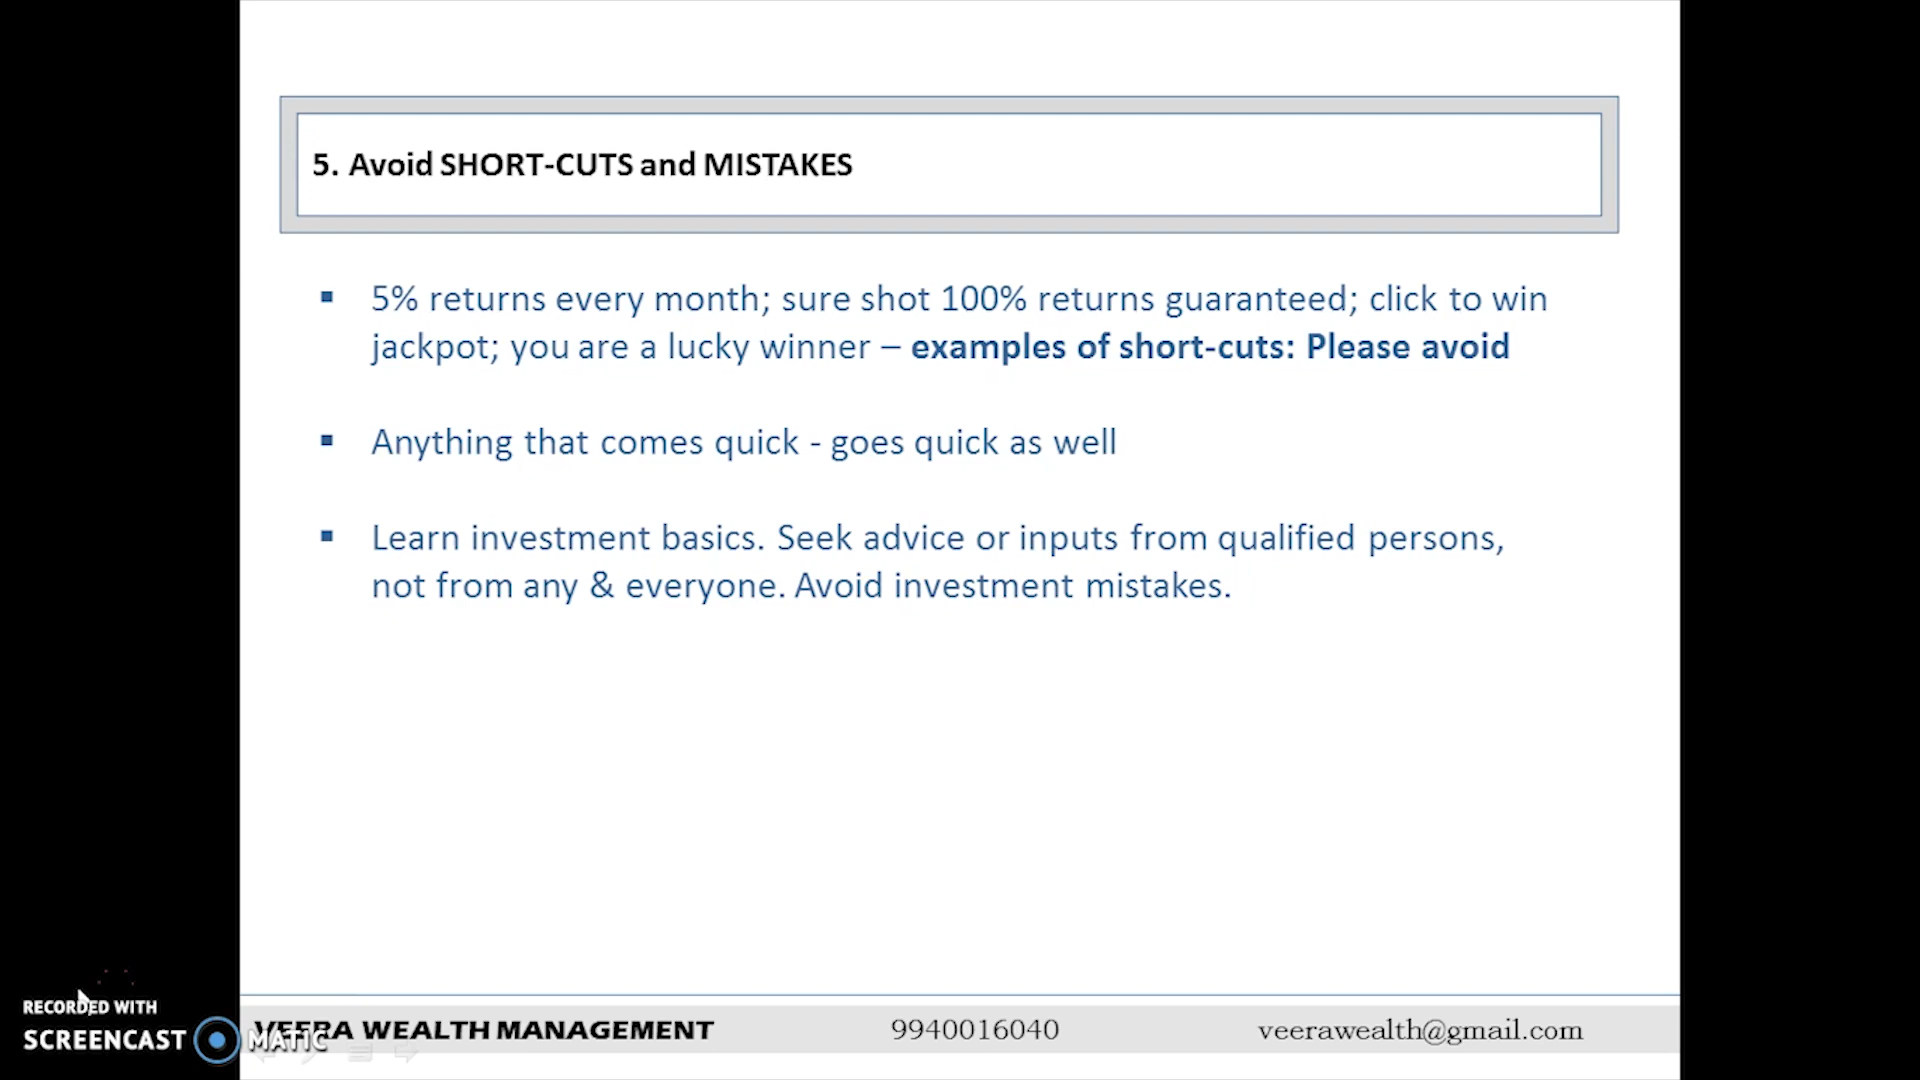 5. Avoid SHORT-CUTS and MISTAKES
▪ 5% returns every month; sure shot 100% returns guaranteed; click to win
jackpot; you are a lucky winner – examples of short-cuts: Please avoid
▪ Anything that comes quick - goes quick as well
▪ Learn investment basics. Seek advice or inputs from qualified persons,
not from any & everyone. Avoid investment mistakes.
RECORDED WITH
SCREENCAST MATIC
VEERA WEALTH MANAGEMENT 9940016040 veerawealth@gmail.com